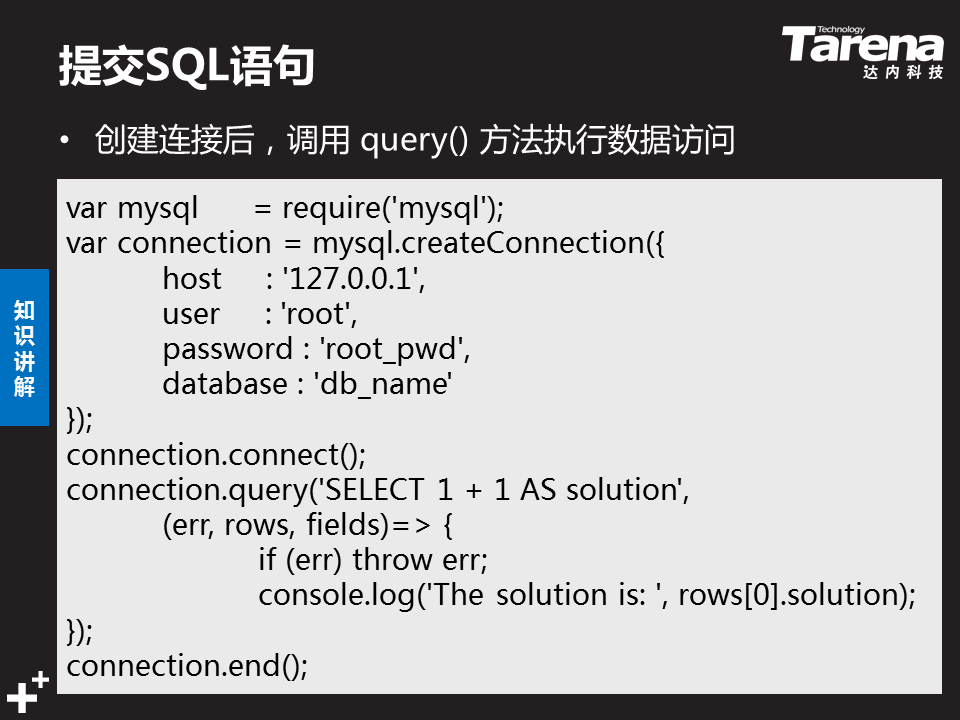 提交SQL语句
Technology
Tarena
达内科技
• 创建连接后，调用 query() 方法执行数据访问
知识讲解
var mysql      = require('mysql');
var connection = mysql.createConnection({
        host     : '127.0.0.1',
        user     : 'root',
        password : 'root_pwd',
        database : 'db_name'
});
connection.connect();
connection.query('SELECT 1 + 1 AS solution',
        (err, rows, fields)=> {
                if (err) throw err;
                console.log('The solution is: ', rows[0].solution);
});
connection.end();